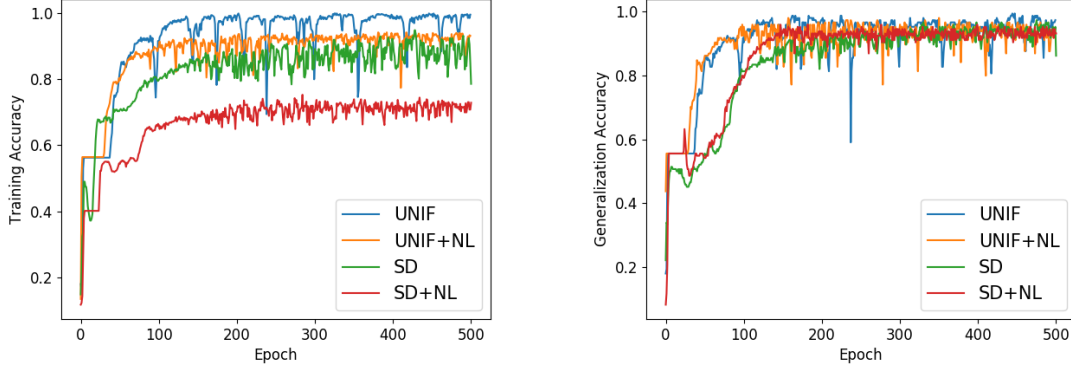 Training Accuracy
1.0
0.8
0.6
0.4
0.2
0
100
200
300
400
500
Epoch
UNIF
UNIF+NL
SD
SD+NL
Generalization Accuracy
1.0
0.8
0.6
0.4
0.2
0
100
200
300
400
500
Epoch
UNIF
UNIF+NL
SD
SD+NL